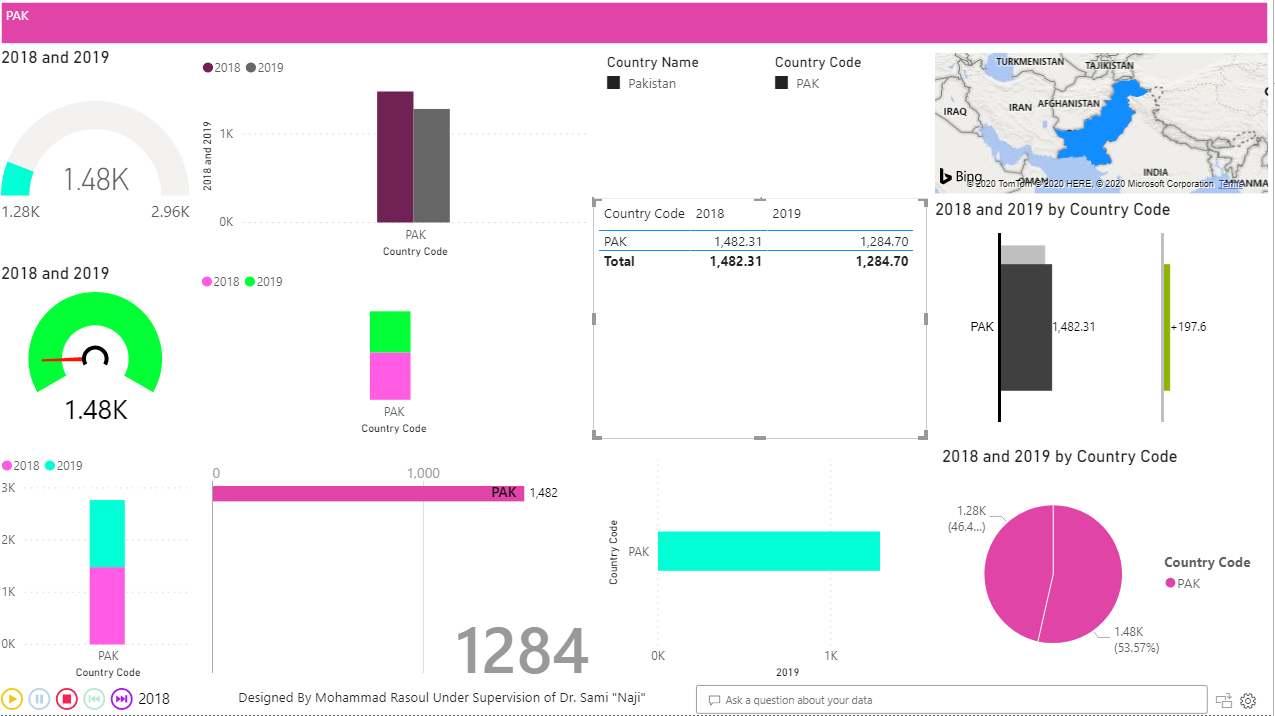 PAK
2018 and 2019
1.48K
1.28K
2.96K
2018 2019
2018 and 2019
1K
0K
PAK
Country Code
Country Name
Pakistan
Country Code
PAK
TURKMENISTAN
TAJIKISTAN
IRAQ
IRAN
AFGHANISTAN
INDIA
OMAN
MYANMA
Bing
© 2020 TomTom © 2020 HERE, © 2020 Microsoft Corporation Terms
2018 and 2019
1.48K
2018 2019
PAK
Country Code
Country Code 2018 2019
PAK 1,482.31 1,284.70
Total 1,482.31 1,284.70
2018 and 2019 by Country Code
PAK
1,482.31
+197.6
2018 2019
3K
2K
1K
0K
PAK
Country Code
0 1,000
PAK 1,482
1284
Country Code
PAK
0K 1K
2019
2018 and 2019 by Country Code
1.28K
(46.4...)
1.48K
(53.57%)
Country Code
PAK
2018
Designed By Mohammad Rasoul Under Supervision of Dr. Sami "Naji"
Ask a question about your data